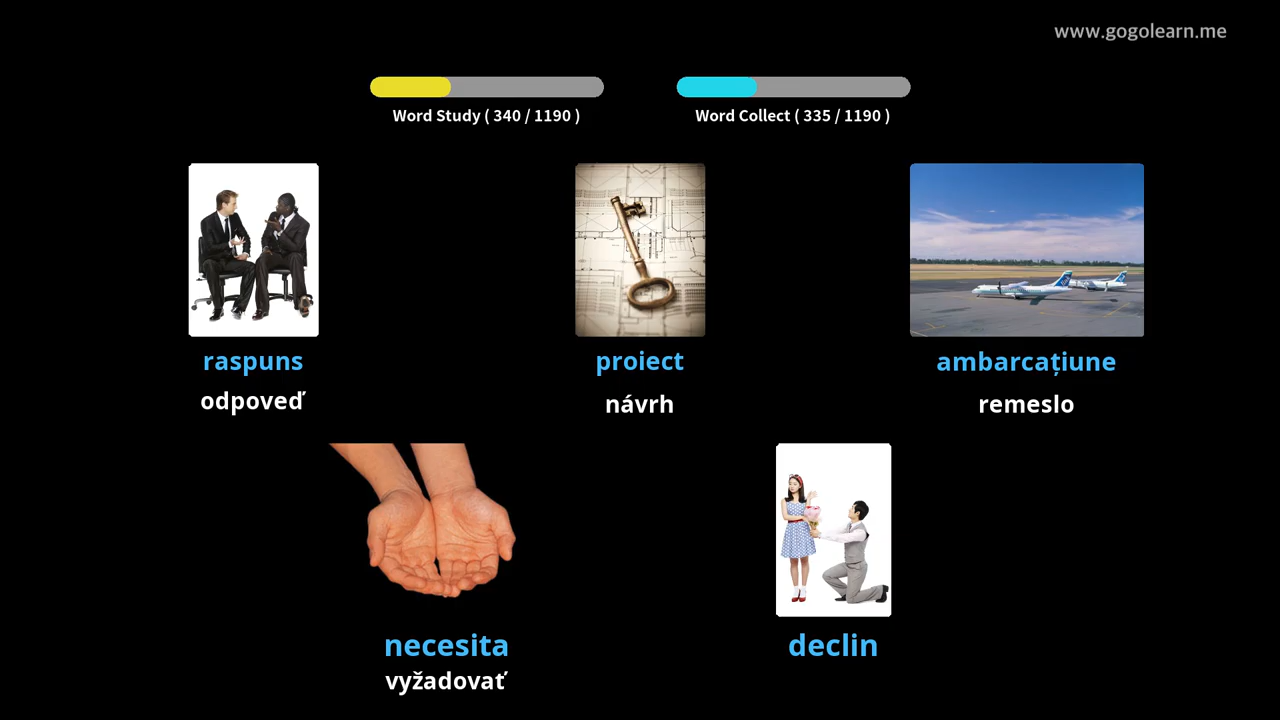 www.gogolearn.me
Word Study ( 340 / 1190 )
Word Collect ( 335 / 1190 )
raspuns
odpoveď
proiect
návrh
ambarcațiune
remeslo
necesita
vyžadovať
declin